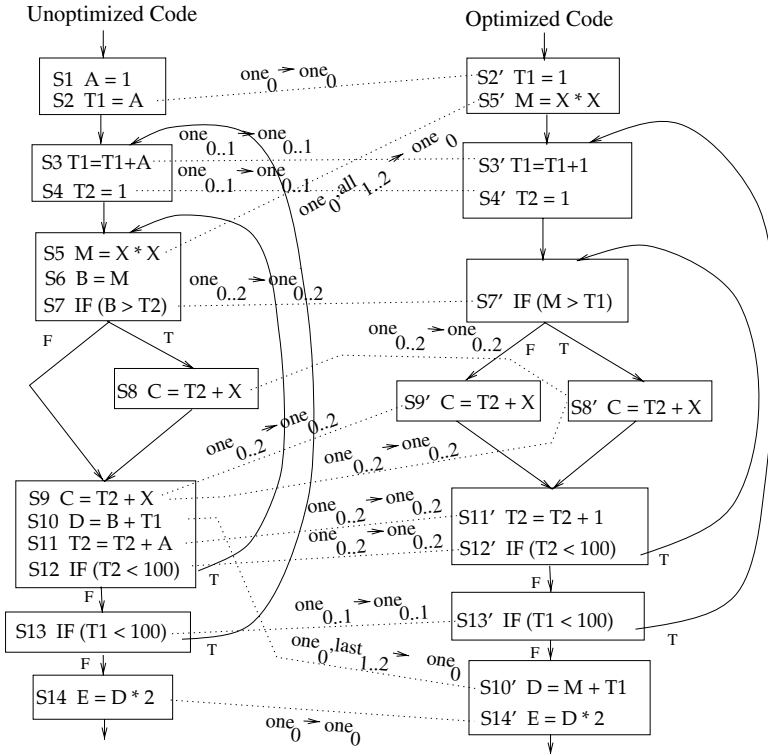 Unoptimized Code
Optimized Code
S1 A = 1
S2 T1 = A
one0 → one0
S2′ T1 = 1
S5′ M = X * X
S3 T1=T1+A
S4 T2 = 1
one0..1 → one0..1
one0..1 → one0..1
one0,all1..2 → one0
S3′ T1=T1+1
S4′ T2 = 1
S5 M = X * X
S6 B = M
S7 IF (B > T2)
one0..2 → one0..2
S7′ IF (M > T1)
F
T
one0..2 → one0..2
F
T
S8 C = T2 + X
S9′ C = T2 + X
S8′ C = T2 + X
one0..2 → one0..2
one0..2 → one0..2
S9 C = T2 + X
S10 D = B + T1
S11 T2 = T2 + A
S12 IF (T2 < 100)
one0..2 → one0..2
one0..2 → one0..2
S11′ T2 = T2 + 1
S12′ IF (T2 < 100)
T
T
F
F
S13 IF (T1 < 100)
one0..1 → one0..1
S13′ IF (T1 < 100)
T
T
F
F
one0,last1..2 → one0
S14 E = D * 2
S10′ D = M + T1
S14′ E = D * 2
one0 → one0